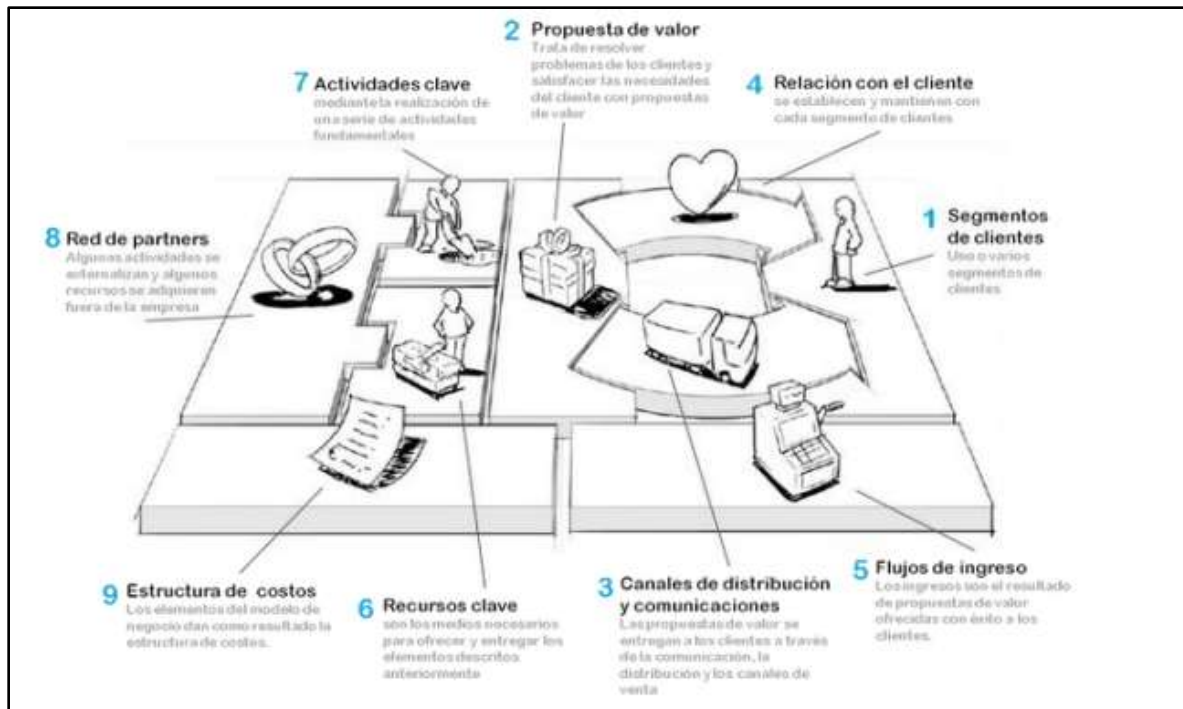 2 Propuesta de valor
Trata de resolver
problemas de los clientes y
satisfacer las necesidades
del cliente con propuestas
de valor
7 Actividades clave
mediante la realización de
una serie de actividades
fundamentales
4 Relación con el cliente
se establecen y mantienen con
cada segmento de clientes
1 Segmentos
de clientes
Uno o varios
segmentos de
clientes
8 Red de partners
Algunas actividades se
externalizan y algunos
recursos se adquieren
fuera de la empresa
9 Estructura de costos
Los elementos del modelo de
negocio dan como resultado la
estructura de costos.
6 Recursos clave
son los medios necesarios
para ofrecer y entregar los
elementos descritos
anteriormente
3 Canales de distribución
y comunicaciones
Las propuestas de valor se
entregan a los clientes a través
de la comunicación, la
distribución y los canales de
venta
5 Flujos de ingreso
Los ingresos son el resultado
de propuestas de valor
ofrecidas con éxito a los
clientes.